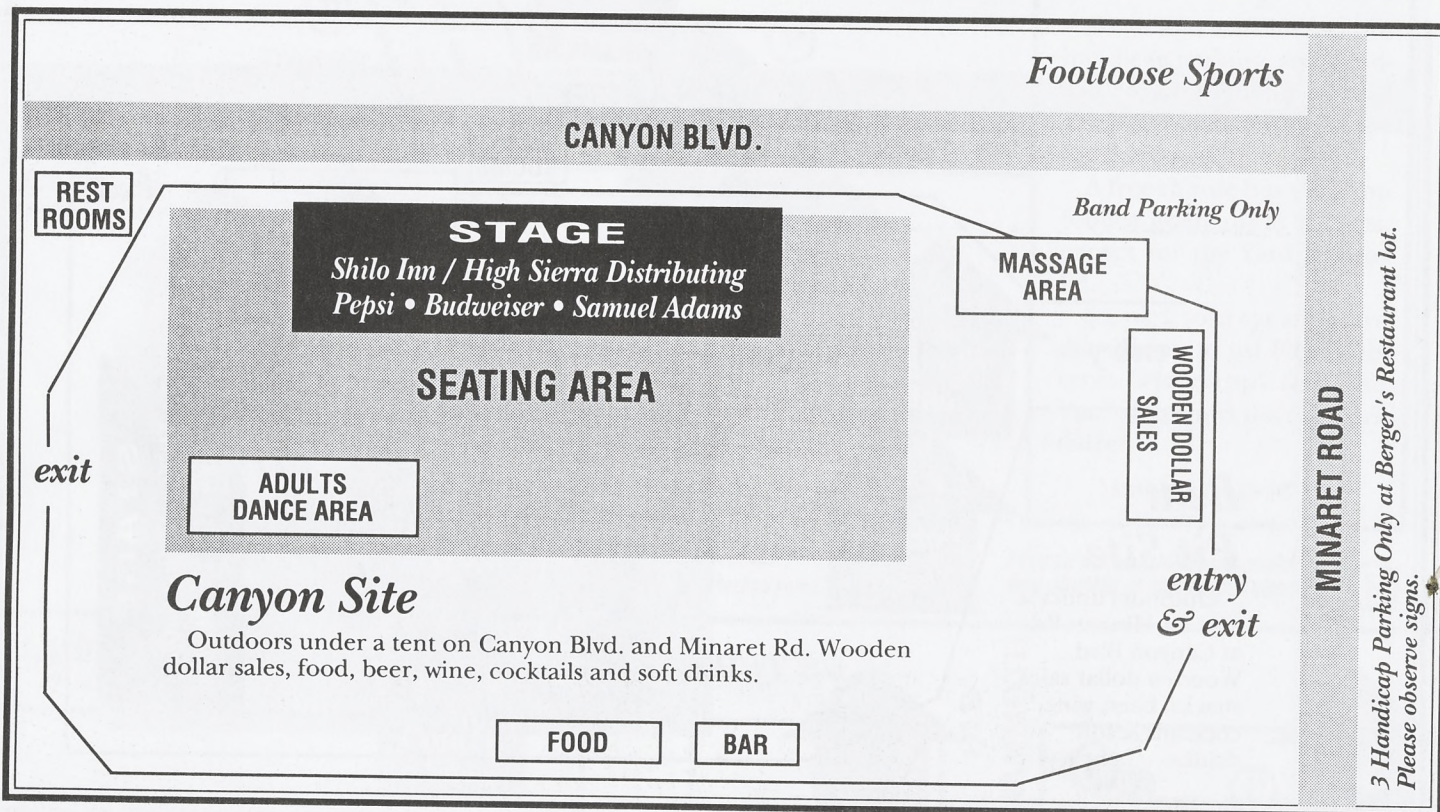 Footloose Sports
CANYON BLVD.
REST
ROOMS
STAGE
Shilo Inn / High Sierra Distributing
Pepsi • Budweiser • Samuel Adams
Band Parking Only
MASSAGE
AREA
WOODEN DOLLAR
SALES
SEATING AREA
exit
ADULTS
DANCE AREA
MINARET ROAD
3 Handicap Parking Only at Berger's Restaurant lot.
Please observe signs.
entry
& exit
Canyon Site
Outdoors under a tent on Canyon Blvd. and Minaret Rd. Wooden
dollar sales, food, beer, wine, cocktails and soft drinks.
FOOD
BAR